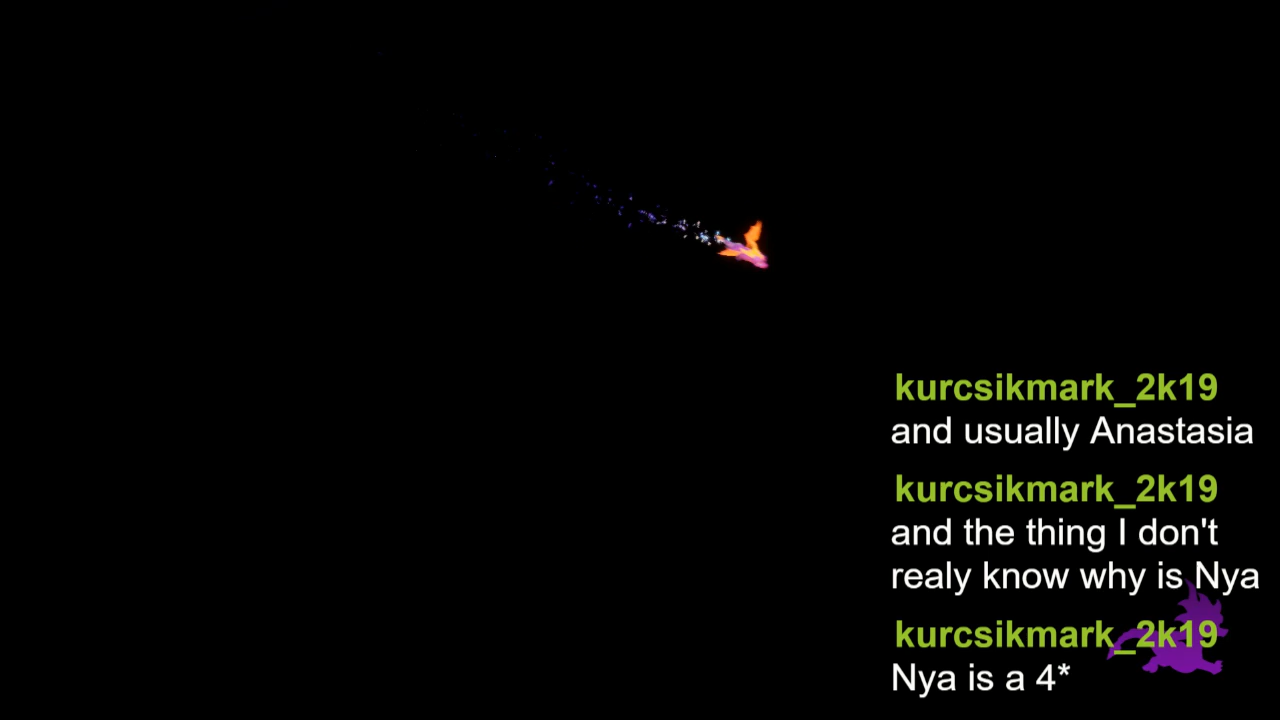 kurcsikmark_2k19
and usually Anastasia
kurcsikmark_2k19
and the thing I don't
realy know why is Nya
kurcsikmark_2k19
Nya is a 4*